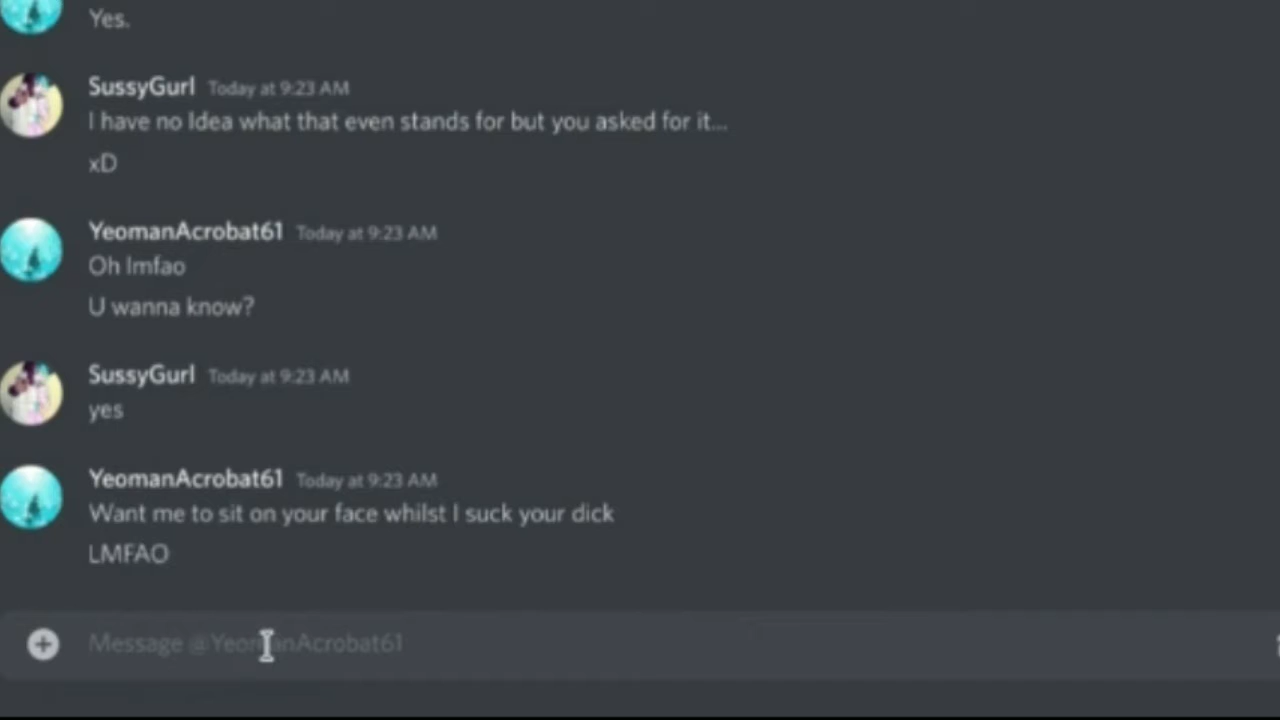 Yes.
SussyGurl Today at 9:23 AM
I have no Idea what that even stands for but you asked for it...
xD
YeomanAcrobat61 Today at 9:23 AM
Oh lmfao
U wanna know?
SussyGurl Today at 9:23 AM
yes
YeomanAcrobat61 Today at 9:23 AM
Want me to sit on your face whilst I suck your dick
LMFAO
Message @YeomanAcrobat61